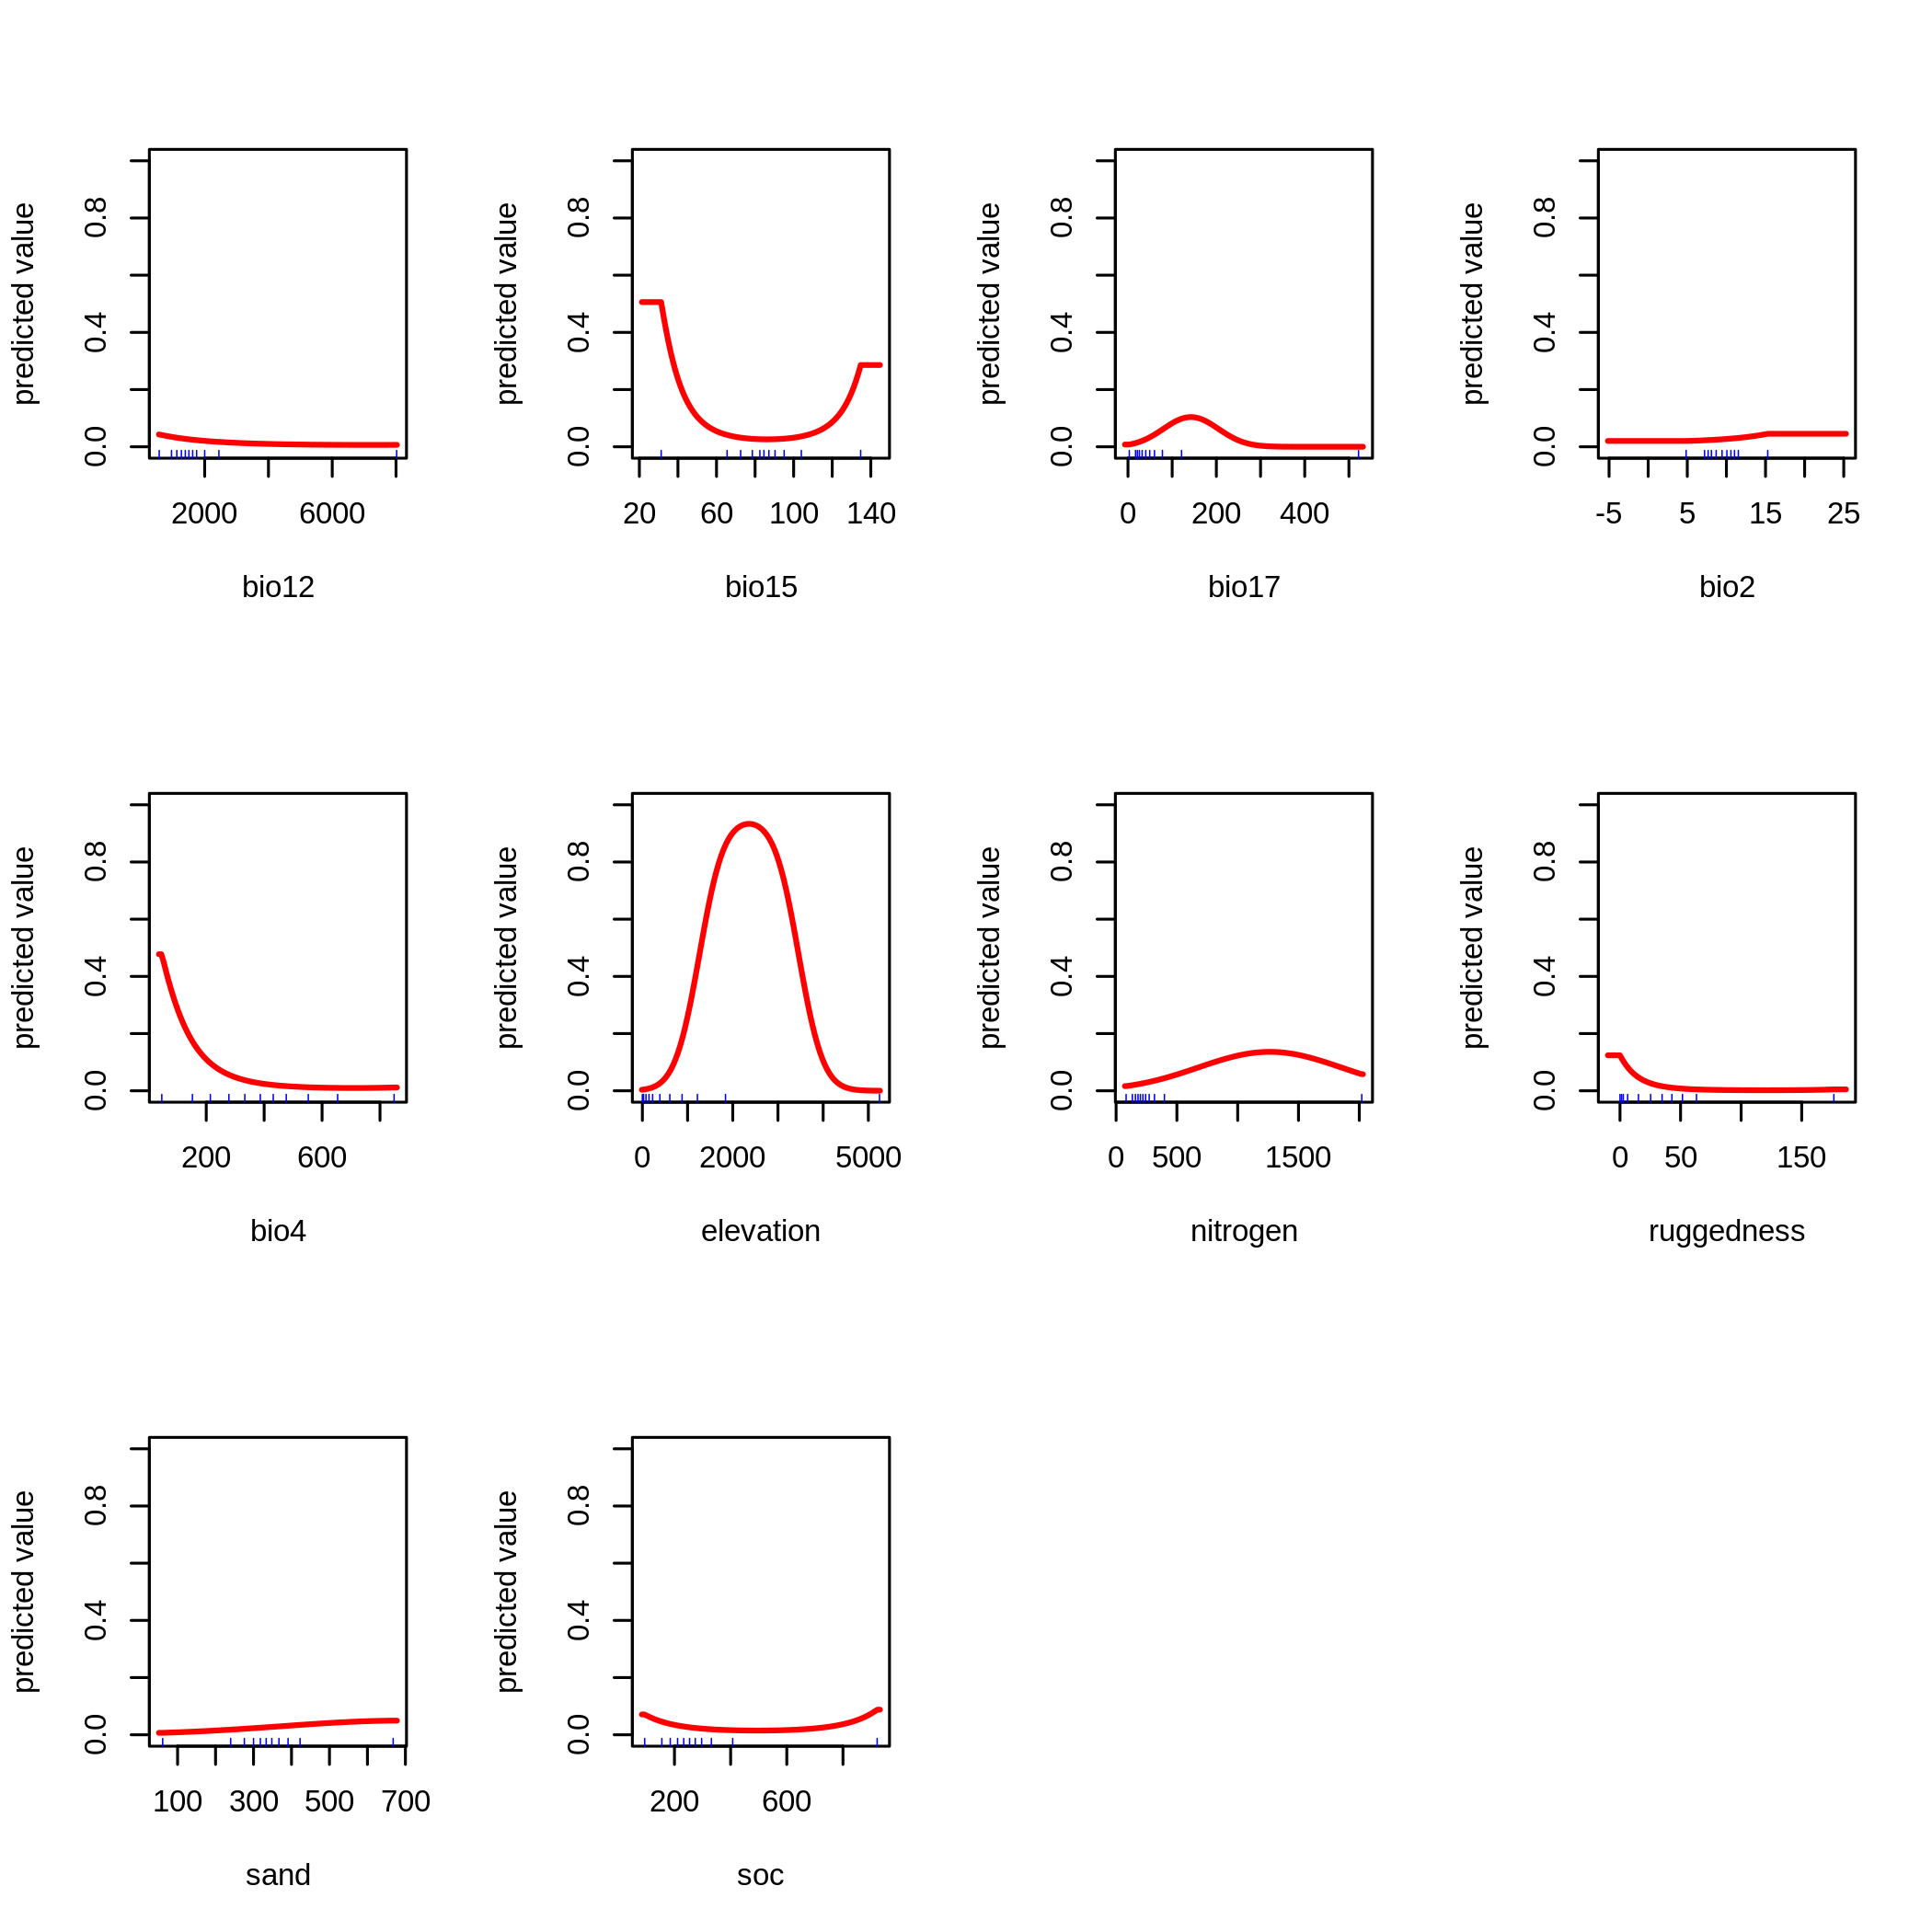 predicted value
0.0 0.4 0.8
2000 6000
bio12
predicted value
0.0 0.4 0.8
20 60 100 140
bio15
predicted value
0.0 0.4 0.8
0 200 400
bio17
predicted value
0.0 0.4 0.8
-5 5 15 25
bio2
predicted value
0.0 0.4 0.8
200 600
bio4
predicted value
0.0 0.4 0.8
0 2000 5000
elevation
predicted value
0.0 0.4 0.8
0 500 1500
nitrogen
predicted value
0.0 0.4 0.8
0 50 150
ruggedness
predicted value
0.0 0.4 0.8
100 300 500 700
sand
predicted value
0.0 0.4 0.8
200 600
soc